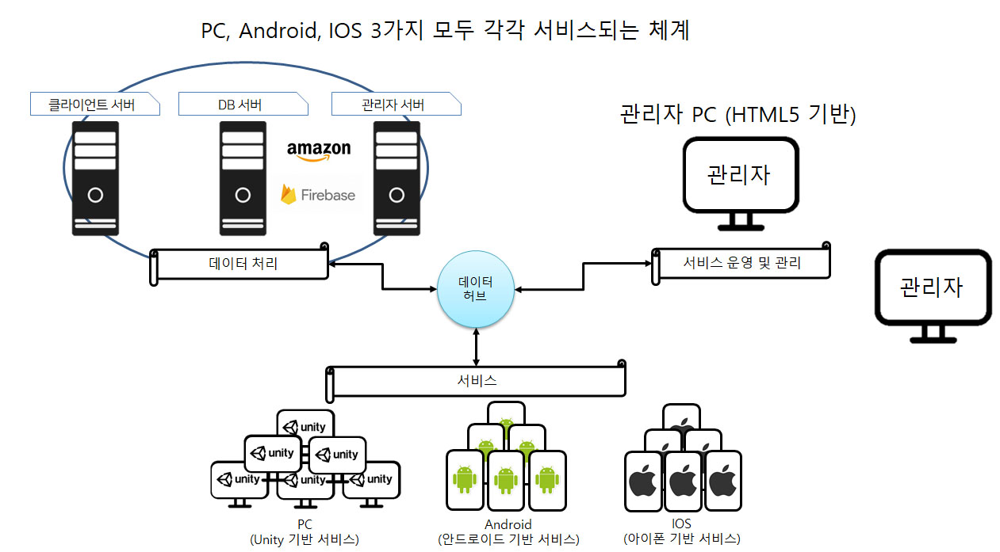 PC, Android, IOS 3가지 모두 각각 서비스되는 체계
클라이언트 서버
DB 서버
관리자 서버
amazon
Firebase
관리자 PC (HTML5 기반)
관리자
관리자
데이터 처리
데이터
허브
서비스 운영 및 관리
서비스
unity
unity
unity
unity
unity
unity
PC
(Unity 기반 서비스)
Android
(안드로이드 기반 서비스)
IOS
(아이폰 기반 서비스)